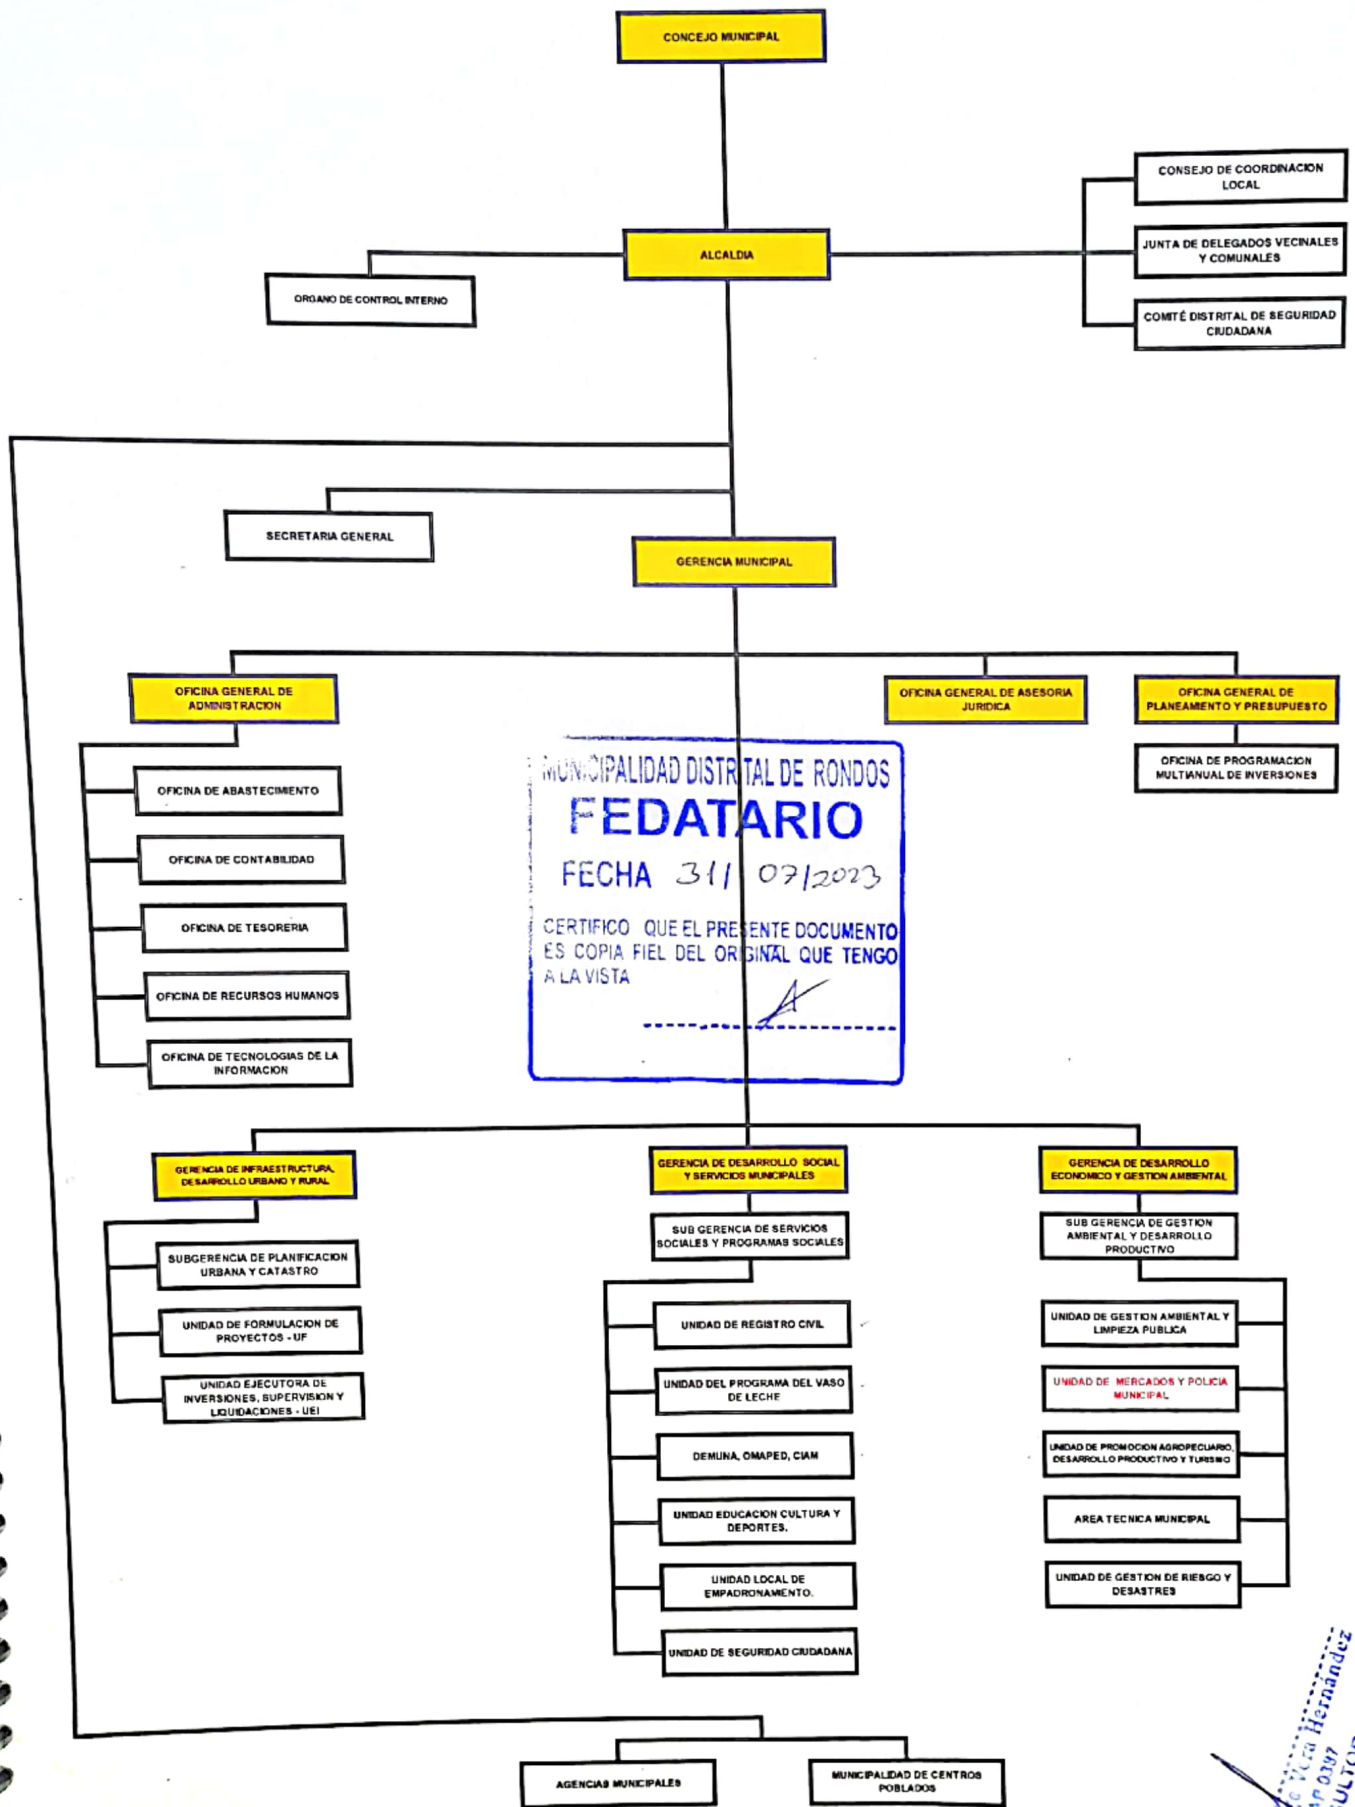 CONCEJO MUNICIPAL
CONSEJO DE COORDINACION
LOCAL
JUNTA DE DELEGADOS VECINALES
Y COMUNALES
COMITÉ DISTRITAL DE SEGURIDAD
CIUDADANA
ALCALDIA
ORGANO DE CONTROL INTERNO
SECRETARIA GENERAL
GERENCIA MUNICIPAL
OFICINA GENERAL DE
ADMINISTRACION
OFICINA GENERAL DE ASESORIA
JURIDICA
OFICINA GENERAL DE
PLANEAMIENTO Y PRESUPUESTO
OFICINA DE PROGRAMACION
MULTIANUAL DE INVERSIONES
OFICINA DE ABASTECIMIENTO
OFICINA DE CONTABILIDAD
OFICINA DE TESORERIA
OFICINA DE RECURSOS HUMANOS
OFICINA DE TECNOLOGIAS DE LA
INFORMACION
MUNICIPALIDAD DISTRITAL DE RONDOS
FEDATARIO
FECHA 31/ 07/2023
CERTIFICO QUE EL PRESENTE DOCUMENTO
ES COPIA FIEL DEL ORIGINAL QUE TENGO
A LA VISTA
GERENCIA DE INFRAESTRUCTURA,
DESARROLLO URBANO Y RURAL
SUBGERENCIA DE PLANIFICACION
URBANA Y CATASTRO
UNIDAD DE FORMULACION DE
PROYECTOS - UF
UNIDAD EJECUTORA DE
INVERSIONES, SUPERVISION Y
LIQUIDACIONES - UEI
GERENCIA DE DESARROLLO SOCIAL
Y SERVICIOS MUNICIPALES
SUB GERENCIA DE SERVICIOS
SOCIALES Y PROGRAMAS SOCIALES
UNIDAD DE REGISTRO CIVIL
UNIDAD DEL PROGRAMA DEL VASO
DE LECHE
DEMUNA, OMAPED, CIAM
UNIDAD EDUCACION CULTURA Y
DEPORTES.
UNIDAD LOCAL DE
EMPADRONAMIENTO.
UNIDAD DE SEGURIDAD CIUDADANA
GERENCIA DE DESARROLLO
ECONOMICO Y GESTION AMBIENTAL
SUB GERENCIA DE GESTION
AMBIENTAL Y DESARROLLO
PRODUCTIVO
UNIDAD DE GESTION AMBIENTAL Y
LIMPIEZA PUBLICA
UNIDAD DE MERCADOS Y POLICIA
MUNICIPAL
UNIDAD DE PROMOCION AGROPECUARIO,
DESARROLLO PRODUCTIVO Y TURISMO
AREA TECNICA MUNICIPAL
UNIDAD DE GESTION DE RIESGO Y
DESASTRES
AGENCIAS MUNICIPALES
MUNICIPALIDAD DE CENTROS
POBLADOS
Vera Hernández
0397